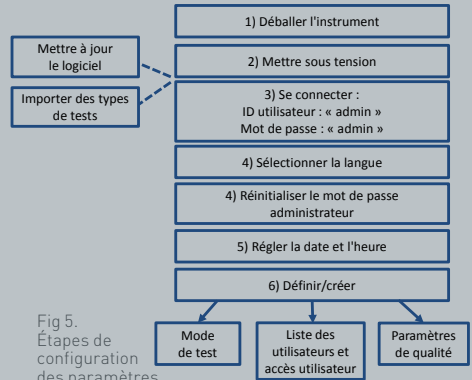 1) Déballer l'instrument
Mettre à jour
le logiciel
2) Mettre sous tension
Importer des types
de tests
3) Se connecter :
ID utilisateur : « admin »
Mot de passe : « admin »
4) Sélectionner la langue
4) Réinitialiser le mot de passe
administrateur
5) Régler la date et l'heure
6) Définir/créer
Mode
de test
Liste des
utilisateurs et
accès utilisateur
Paramètres
de qualité
Fig 5.
Étapes de
configuration
des paramètres